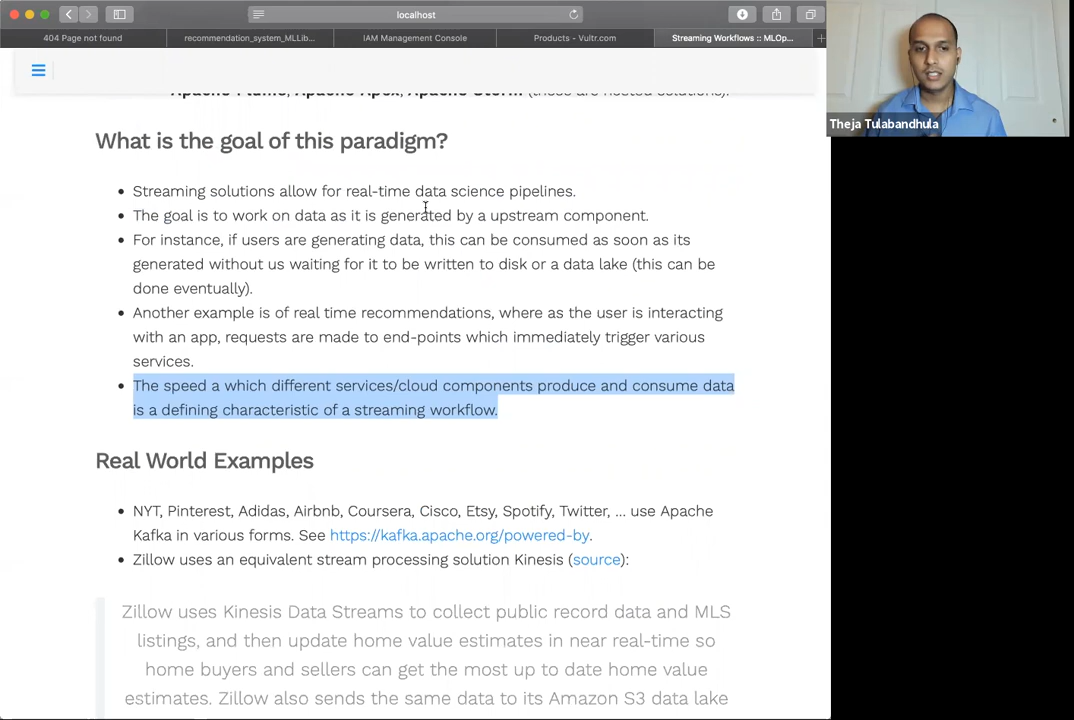 localhost
404 Page not found
recommendation_system_MLLib...
IAM Management Console
Products - Vultr.com
Streaming Workflows :: MLOp...
Theja Tulabandhula
Apache Flume, Apache Apex, Apache Storm (these are hosted solutions).
What is the goal of this paradigm?
Streaming solutions allow for real-time data science pipelines.
The goal is to work on data as it is generated by a upstream component.
For instance, if users are generating data, this can be consumed as soon as its
generated without us waiting for it to be written to disk or a data lake (this can be
done eventually).
Another example is of real time recommendations, where as the user is interacting
with an app, requests are made to end-points which immediately trigger various
services.
The speed a which different services/cloud components produce and consume data
is a defining characteristic of a streaming workflow.
Real World Examples
NYT, Pinterest, Adidas, Airbnb, Coursera, Cisco, Etsy, Spotify, Twitter, ... use Apache
Kafka in various forms. See https://kafka.apache.org/powered-by.
Zillow uses an equivalent stream processing solution Kinesis (source):
Zillow uses Kinesis Data Streams to collect public record data and MLS
listings, and then update home value estimates in near real-time so
home buyers and sellers can get the most up to date home value
estimates. Zillow also sends the same data to its Amazon S3 data lake